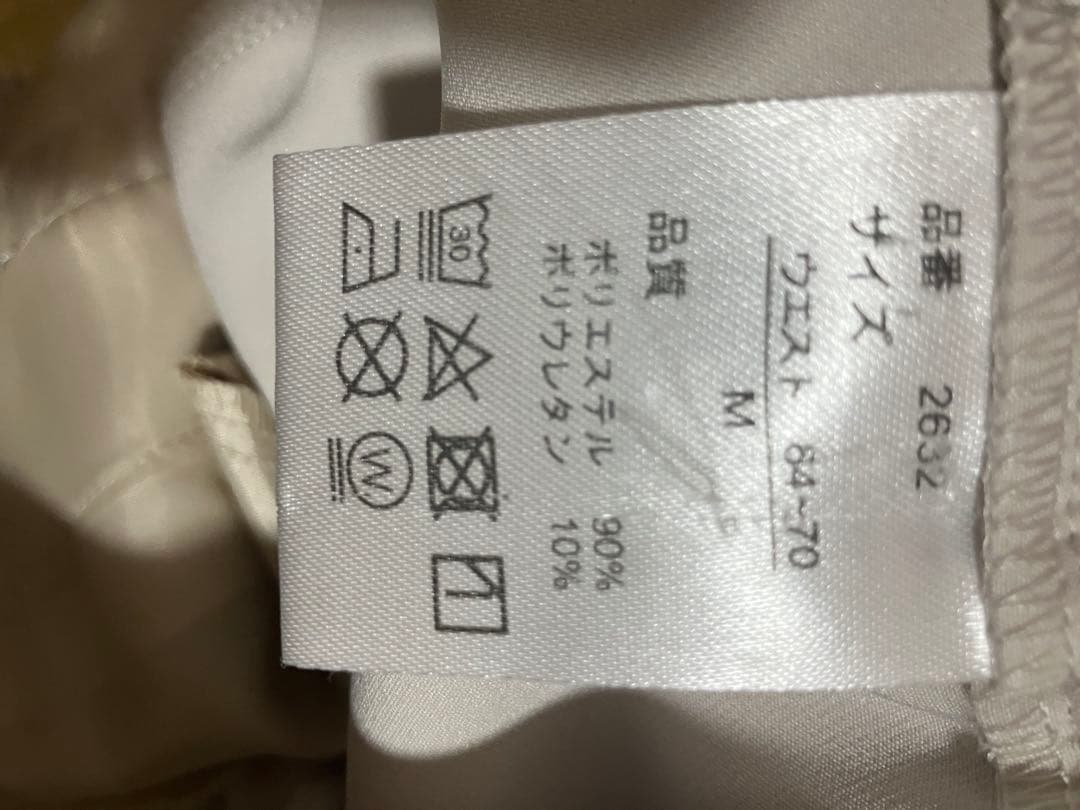 品番 2632
サイズ
ウエスト 64~70
M
品質
ポリエステル 90%
ポリウレタン 10%
30
W